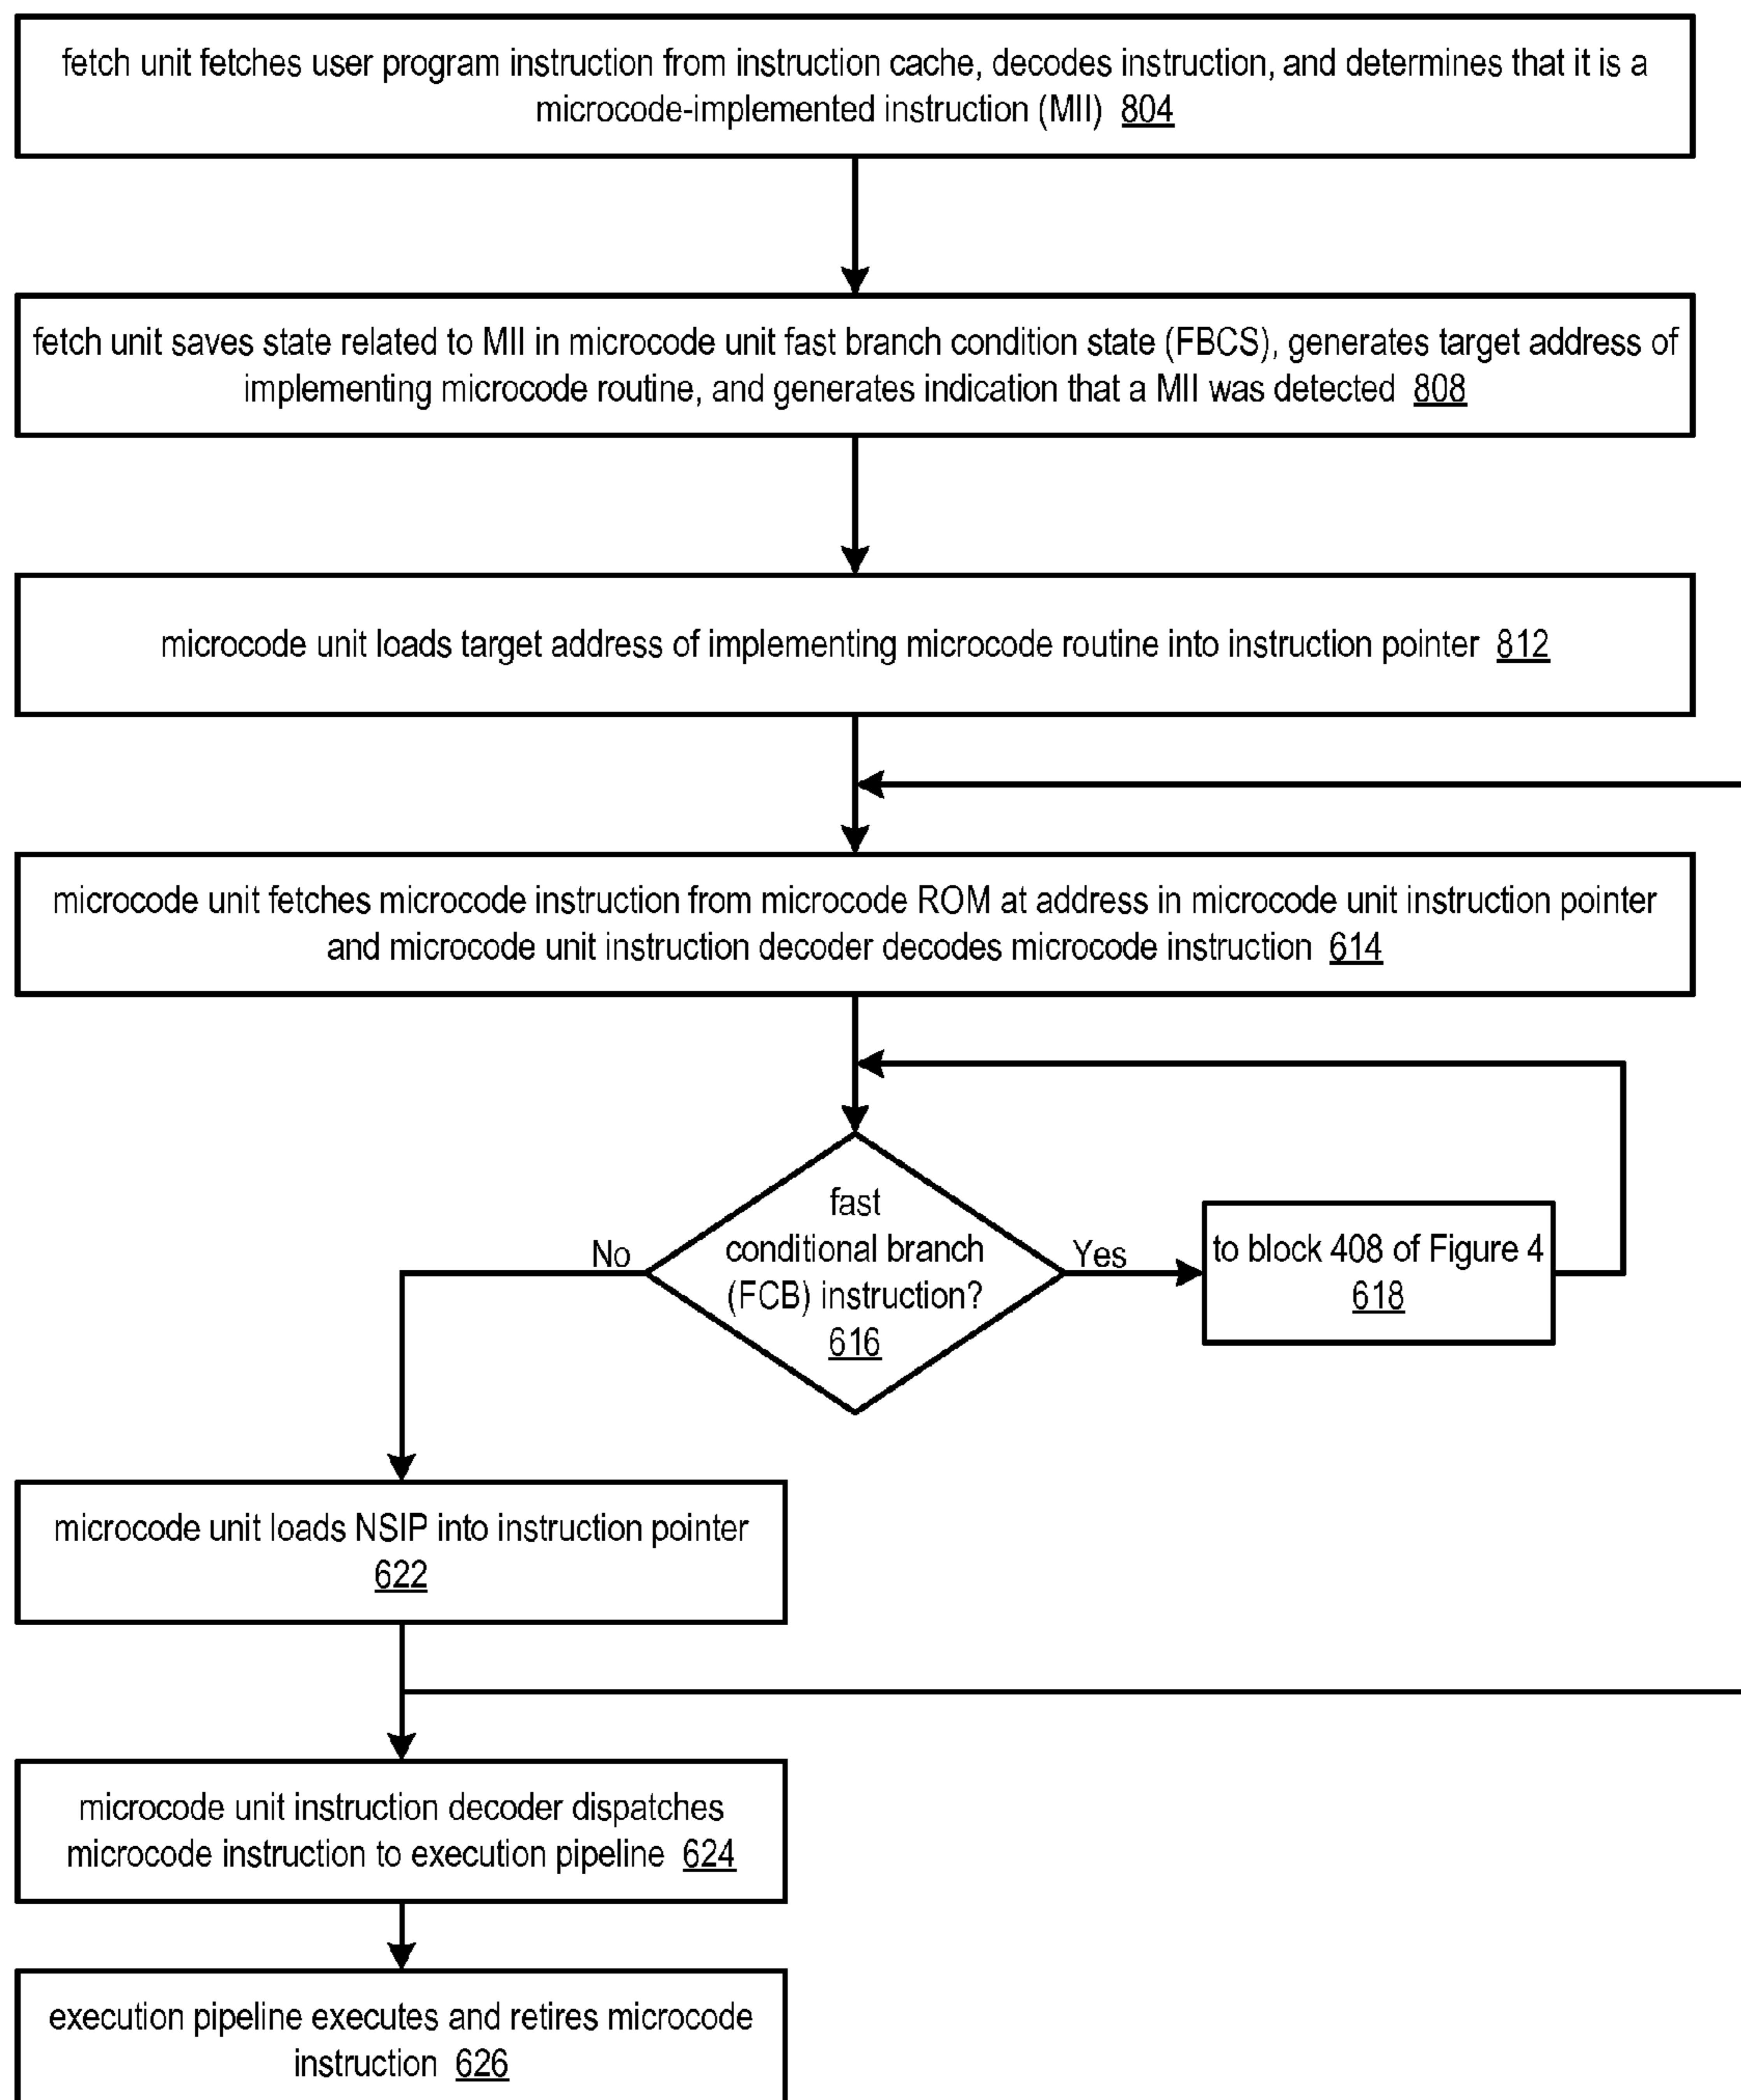 fetch unit fetches user program instruction from instruction cache, decodes instruction, and determines that it is a
microcode-implemented instruction (MII) 804
fetch unit saves state related to MII in microcode unit fast branch condition state (FBCS), generates target address of
implementing microcode routine, and generates indication that a MII was detected 808
microcode unit loads target address of implementing microcode routine into instruction pointer 812
microcode unit fetches microcode instruction from microcode ROM at address in microcode unit instruction pointer
and microcode unit instruction decoder decodes microcode instruction 614
fast
conditional branch
(FCB) instruction?
616
No
Yes
to block 408 of Figure 4
618
microcode unit loads NSIP into instruction pointer
622
microcode unit instruction decoder dispatches
microcode instruction to execution pipeline 624
execution pipeline executes and retires microcode
instruction 626